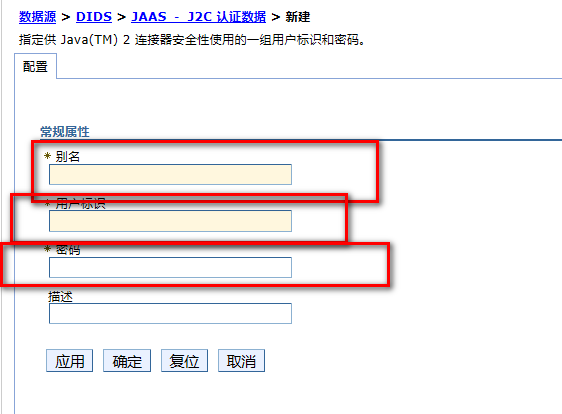 数据源 > DIDS > JAAS - J2C 认证数据 > 新建
指定供 Java(TM) 2 连接器安全性使用的一组用户标识和密码。
配置
常规属性
* 别名
* 用户标识
* 密码
描述
应用 确定 复位 取消